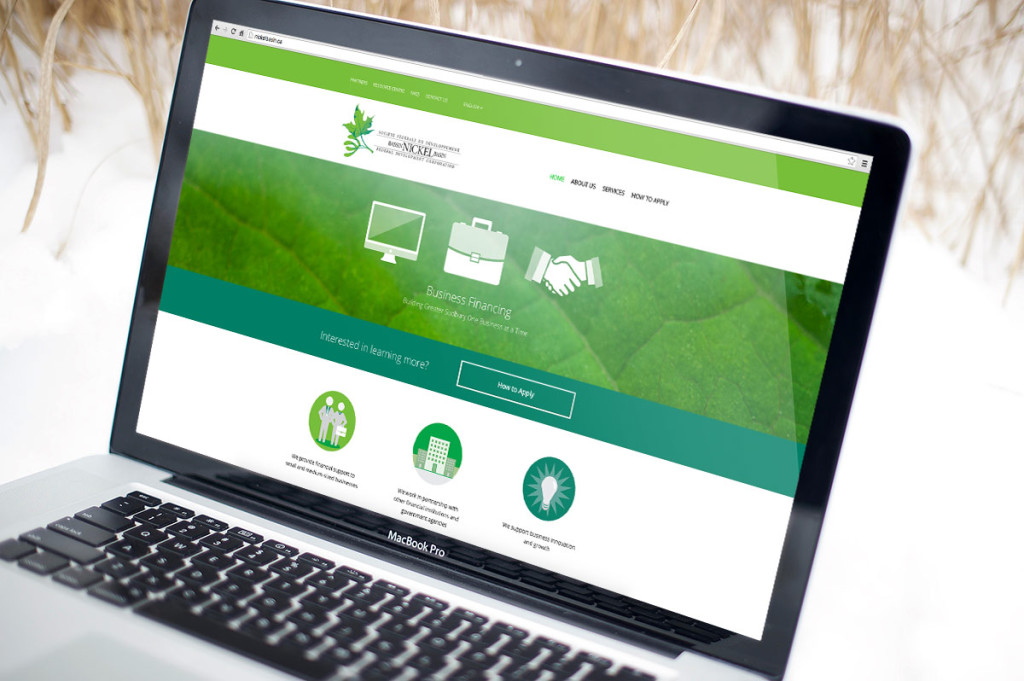 nickelbasin.ca
PARTNERS RESOURCE CENTRE FAQS CONTACT US ENGLISH
SOCIÉTÉ FÉDÉRALE DE DÉVELOPPEMENT
BASSIN NICKEL BASIN
FEDERAL DEVELOPMENT CORPORATION
HOME ABOUT US SERVICES HOW TO APPLY
Business Financing
Building Greater Sudbury One Business at a Time
Interested in learning more?
How to Apply
We provide financial support to
small and medium-sized businesses
We work in partnership with
other financial institutions and
government agencies
We support business innovation
and growth
MacBook Pro